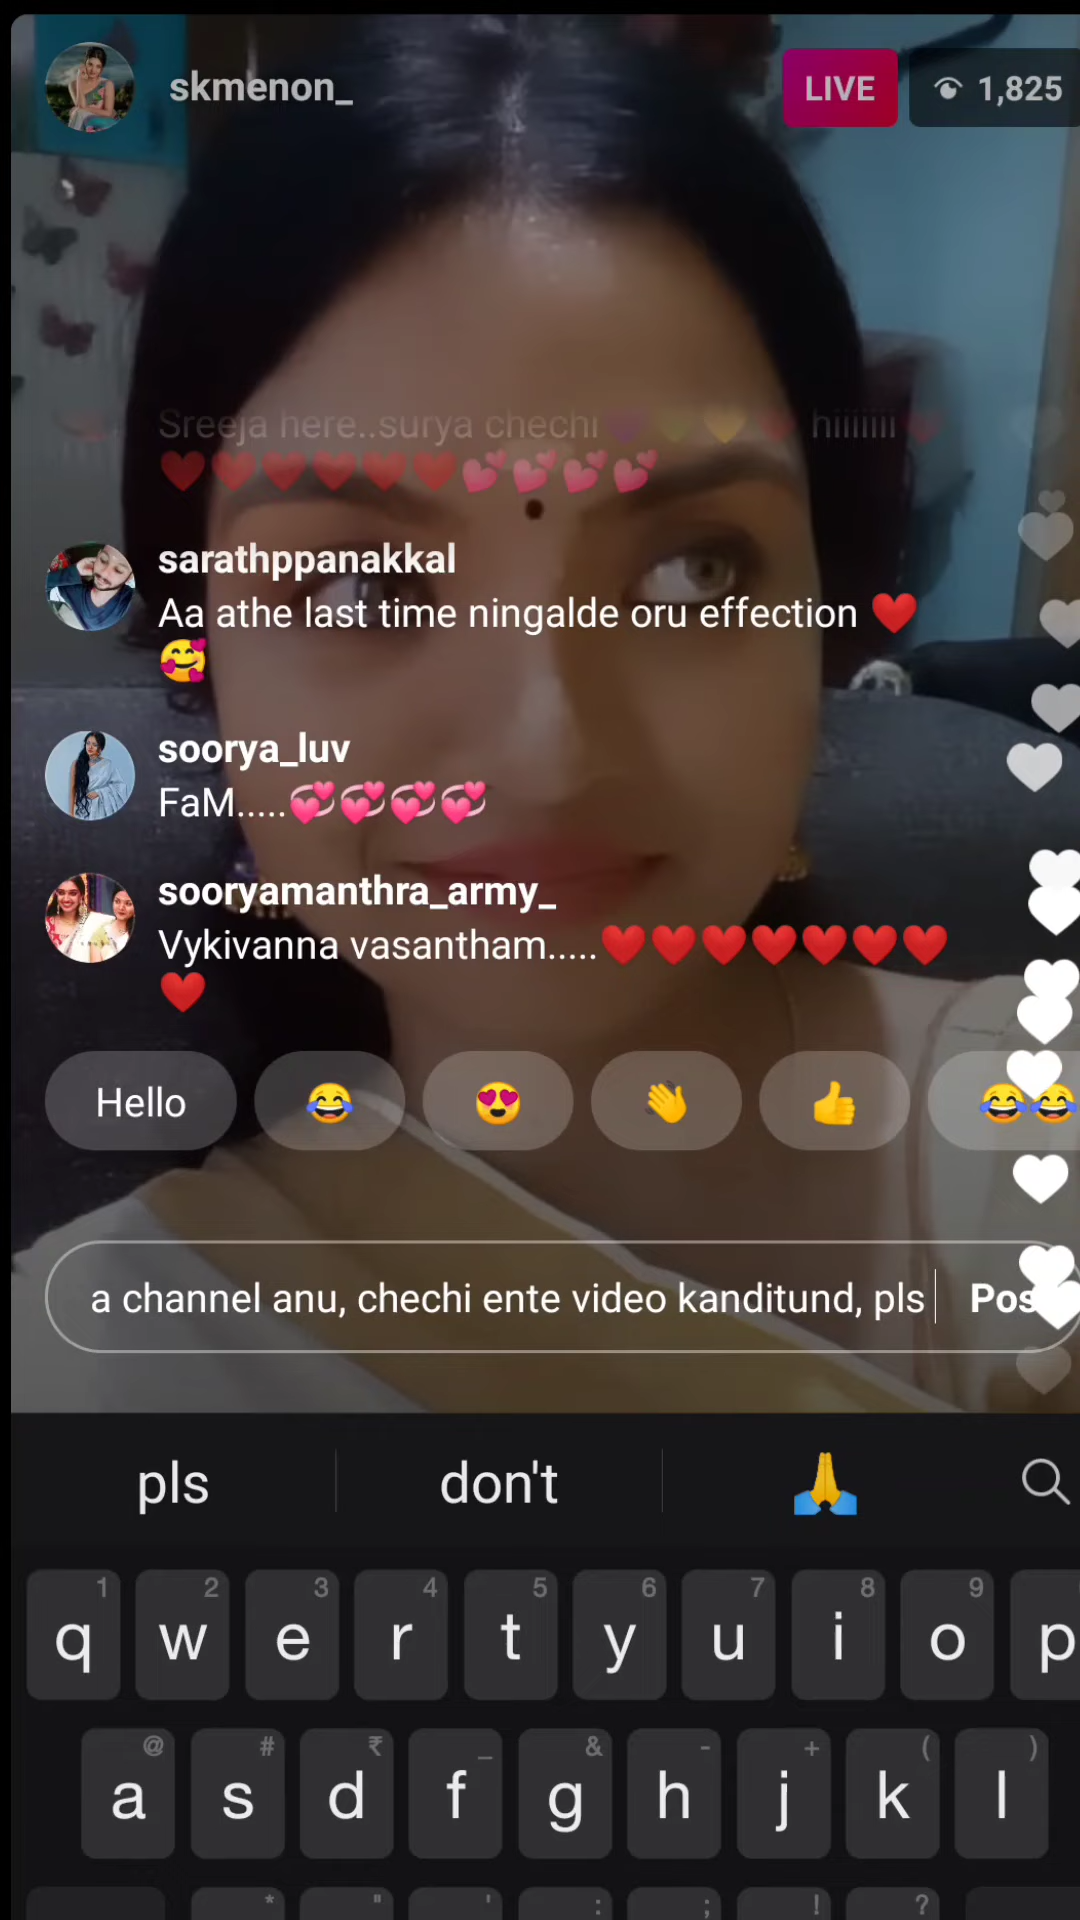 skmenon_
LIVE
1,825
Sreeja here..surya chechi💜💚💛❤️ hiiiiiii❤️
❤️❤️❤️❤️❤️❤️💕💕💕💕
sarathppanakkal
Aa athe last time ningalde oru effection ❤️
🥰
soorya_luv
FaM.....💞💞💞💞
sooryamanthra_army_
Vykivanna vasantham.....❤️❤️❤️❤️❤️❤️❤️
❤️
Hello 😂 😍 👋 👍 😂😂
a channel anu, chechi ente video kanditund, pls Pos
pls don't 🙏
1 2 3 4 5 6 7 8 9
q w e r t y u i o p
@ # ₹ _ & - + ( )
a s d f g h j k l
* " ' : ; ! ?